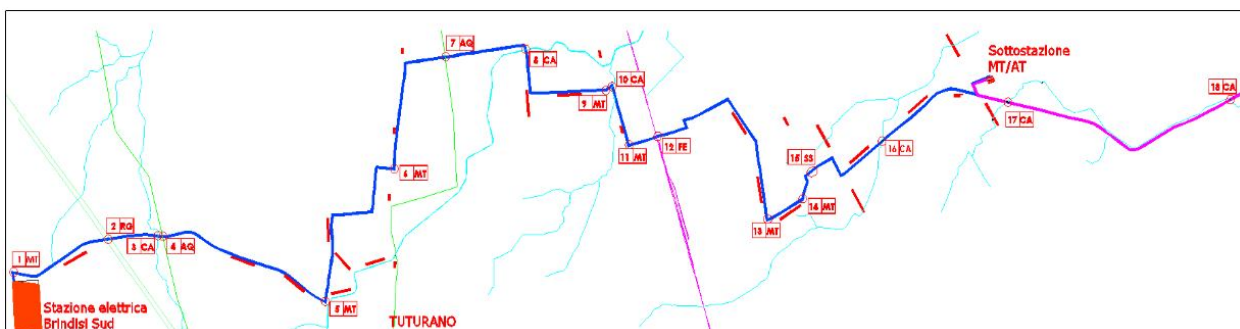 7 AQ
8 CA
Sottostazione
MT/AT
10 CA
9 MT
18 CA
17 CA
12 FE
16 CA
11 MT
15 SS
6 MT
14 MT
13 MT
2 RQ
3 CA
4 AQ
1 MT
5 MT
Stazione elettrica
Brindisi Sud
TUTURANO